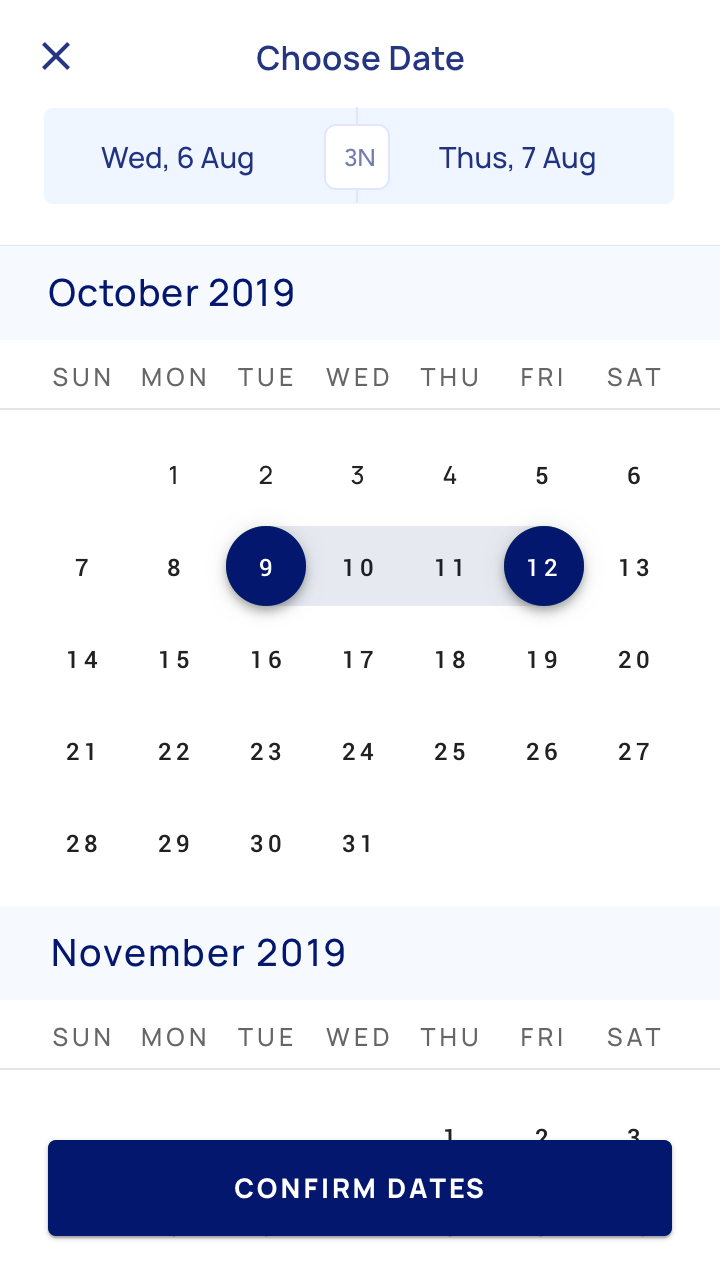 Choose Date
Wed, 6 Aug 3N Thus, 7 Aug
October 2019
SUN MON TUE WED THU FRI SAT
1 2 3 4 5 6
7 8 9 10 11 12 13
14 15 16 17 18 19 20
21 22 23 24 25 26 27
28 29 30 31
November 2019
SUN MON TUE WED THU FRI SAT
1 2 3
CONFIRM DATES